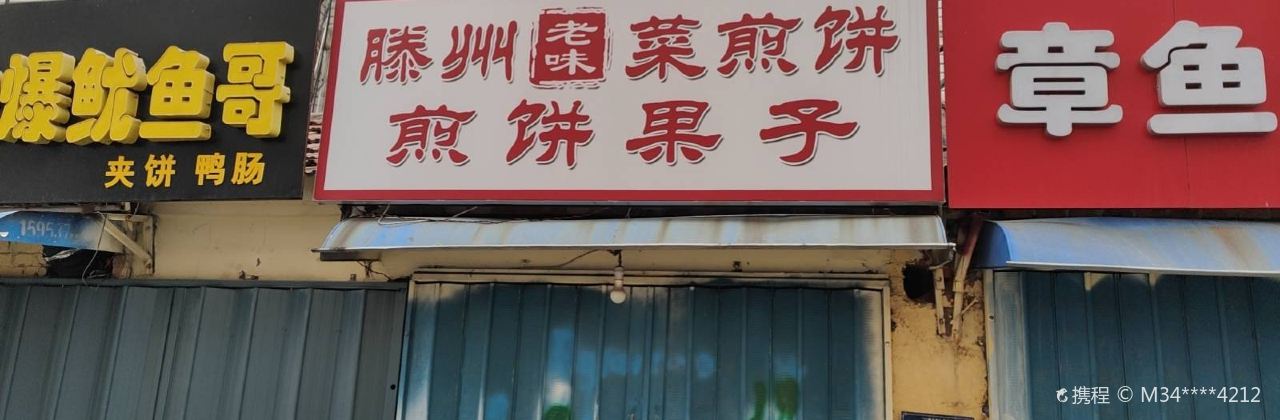 爆鱿鱼哥
夹饼 鸭肠
滕州老味菜煎饼
煎饼果子
章鱼
携程 © M34****4212